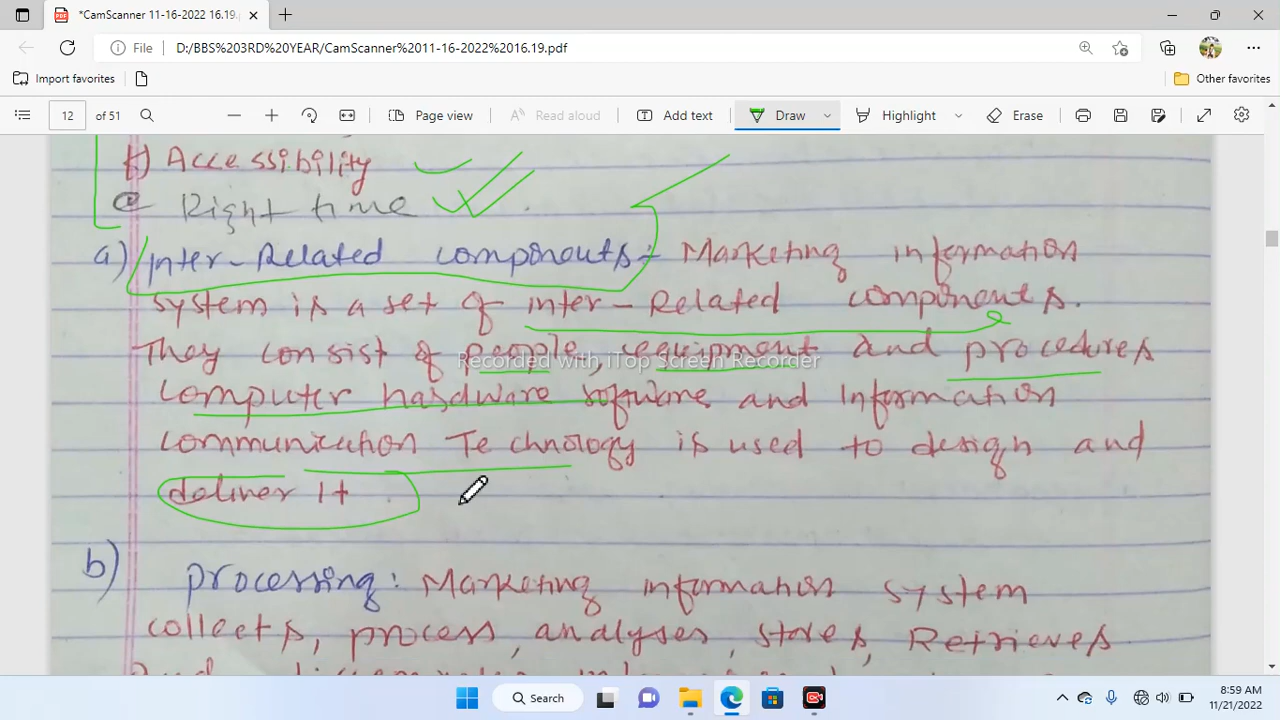 *CamScanner 11-16-2022 16.19.
File D:/BBS%203RD%20YEAR/CamScanner%2011-16-2022%2016.19.pdf
Import favorites
Other favorites
12 of 51 Page view Read aloud Add text Draw Highlight Erase
f) Accessibility
e Right time
a) Inter-Related components:- Marketing information
system is a set of inter-Related components.
They consist of people, requipment and procedures
computer hardware software and Information
communication Technology is used to design and
deliver It
Recorded with iTop Screen Recorder
b) processing: Marketing information system
collects, process, analyses, stores, Retrieves
Search
8:59 AM
11/21/2022